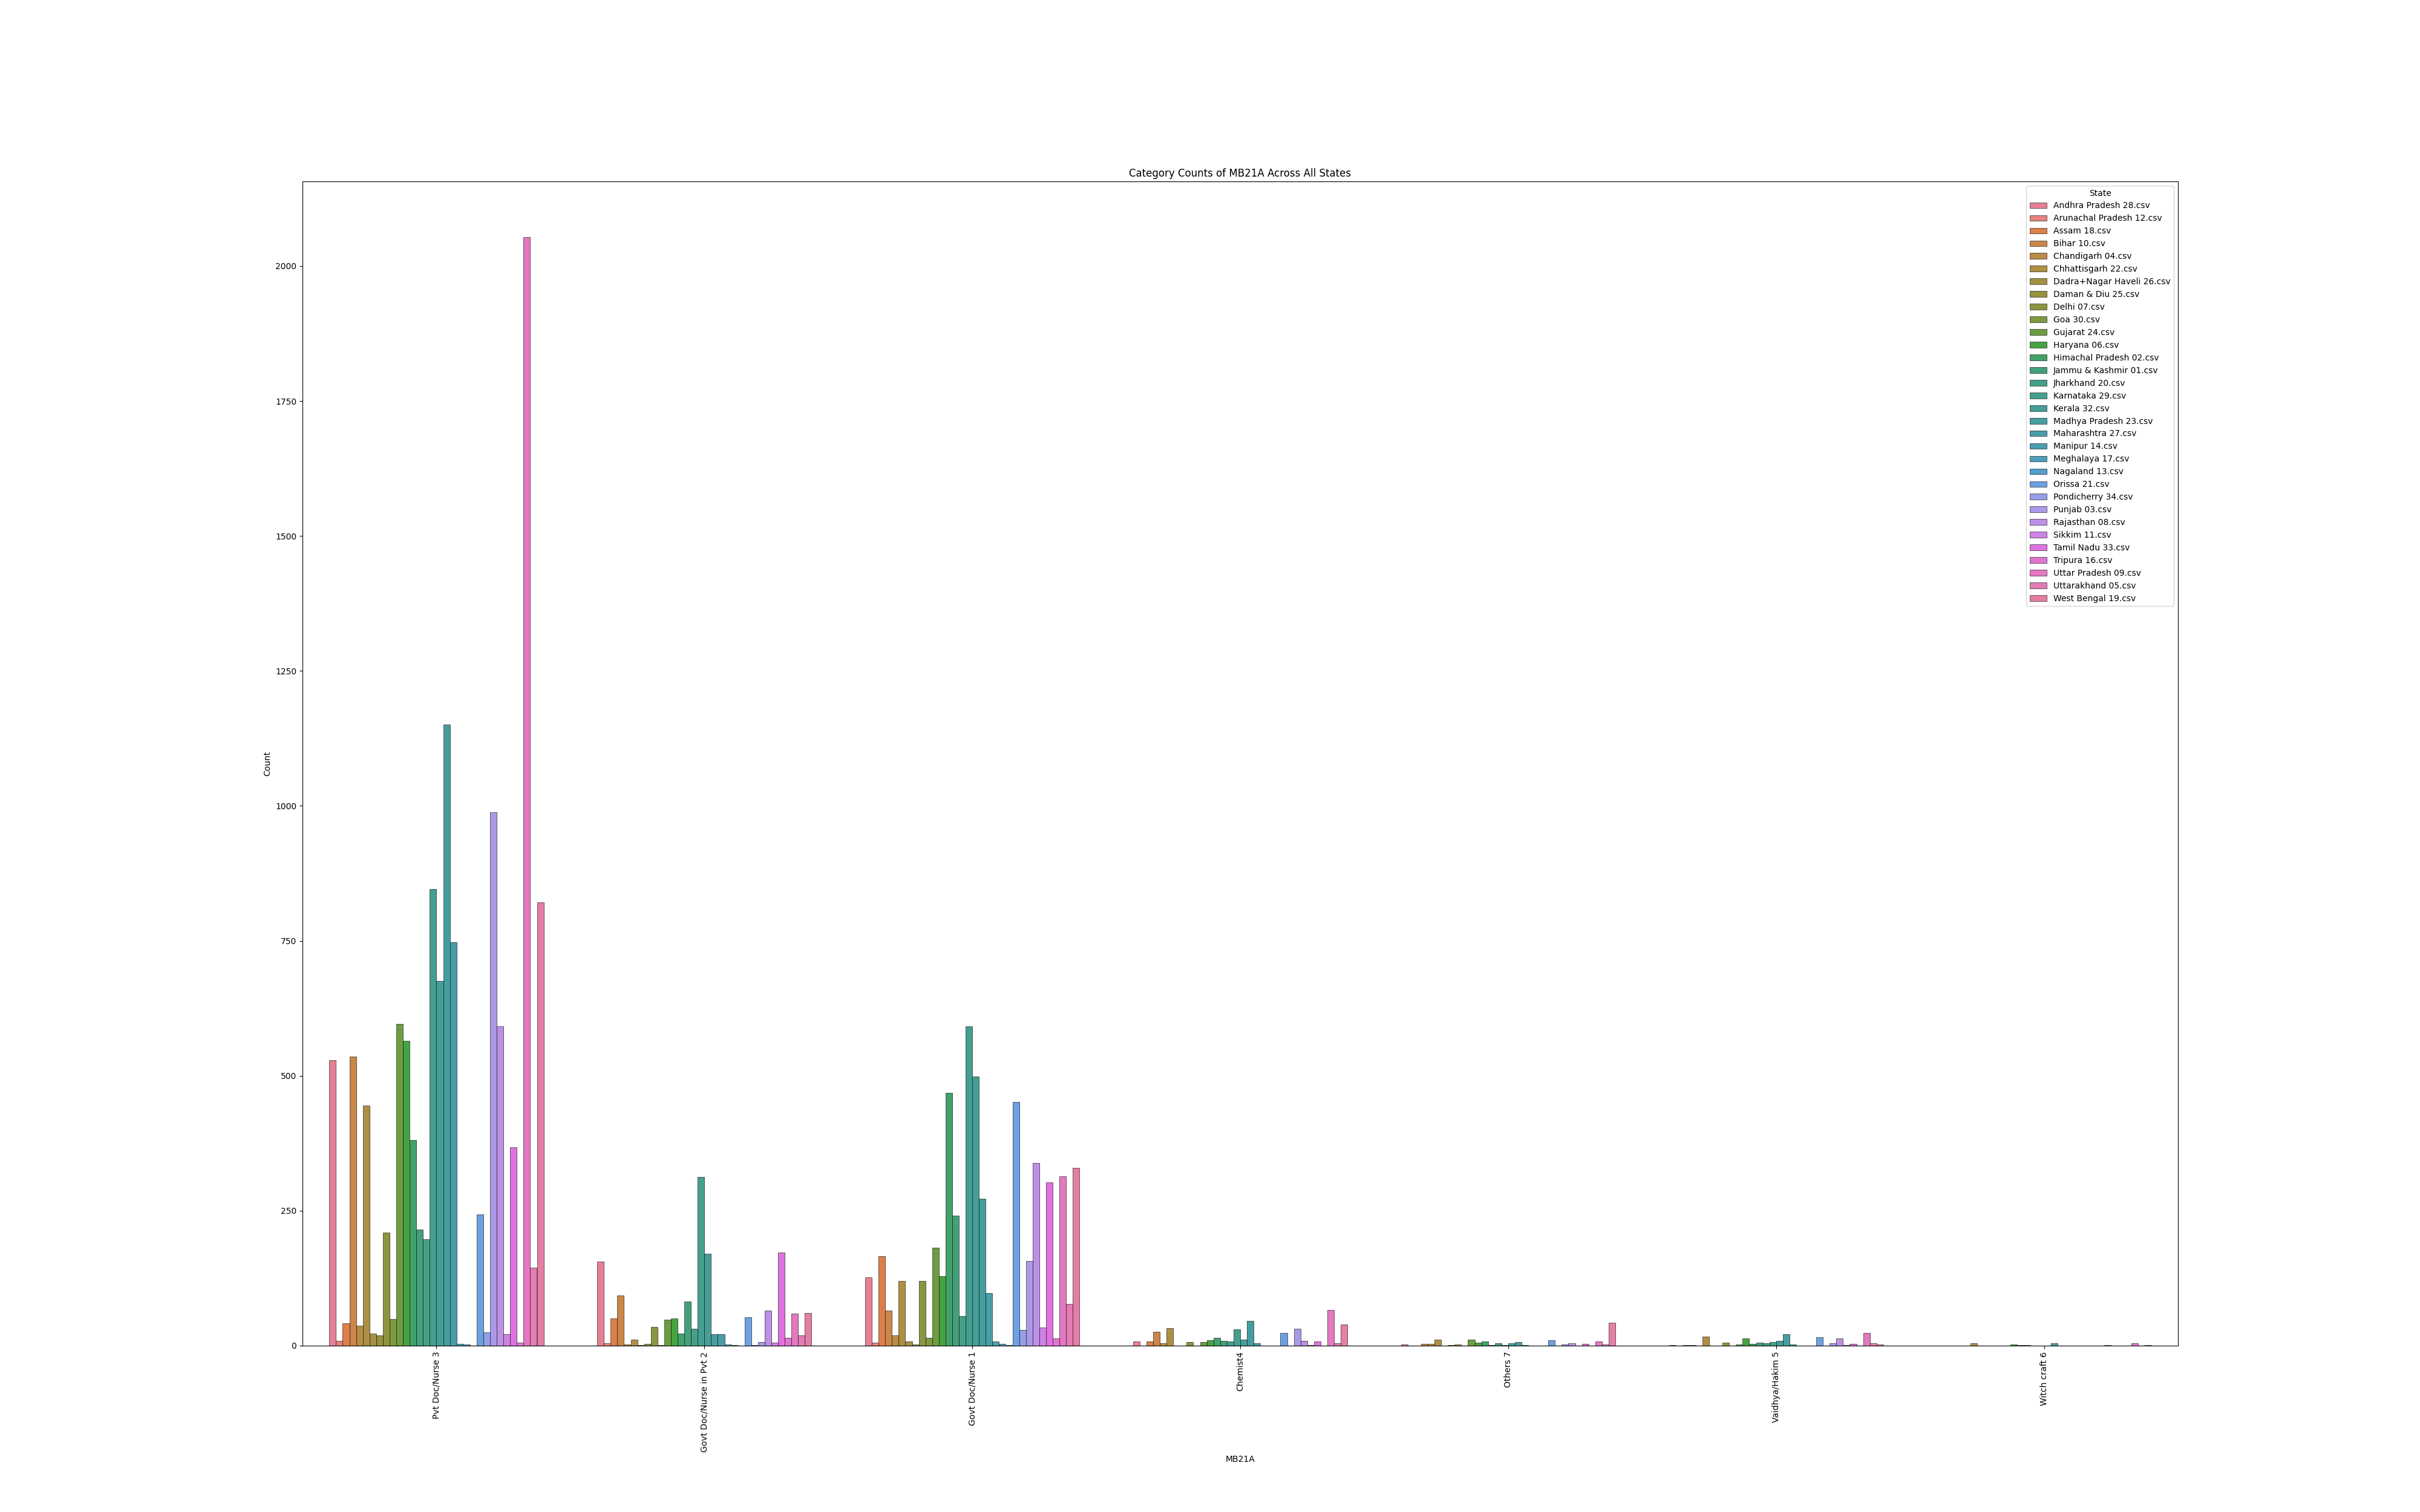 Category Counts of MB21A Across All States
State
Andhra Pradesh 28.csv
Arunachal Pradesh 12.csv
Assam 18.csv
Bihar 10.csv
Chandigarh 04.csv
Chhattisgarh 22.csv
Dadra+Nagar Haveli 26.csv
Daman & Diu 25.csv
Delhi 07.csv
Goa 30.csv
Gujarat 24.csv
Haryana 06.csv
Himachal Pradesh 02.csv
Jammu & Kashmir 01.csv
Jharkhand 20.csv
Karnataka 29.csv
Kerala 32.csv
Madhya Pradesh 23.csv
Maharashtra 27.csv
Manipur 14.csv
Meghalaya 17.csv
Nagaland 13.csv
Orissa 21.csv
Pondicherry 34.csv
Punjab 03.csv
Rajasthan 08.csv
Sikkim 11.csv
Tamil Nadu 33.csv
Tripura 16.csv
Uttar Pradesh 09.csv
Uttarakhand 05.csv
West Bengal 19.csv
2000
1750
1500
1250
1000
750
500
250
0
Count
Pvt Doc/Nurse 3
Govt Doc/Nurse in Pvt 2
Govt Doc/Nurse 1
Chemist4
Others 7
Vaidhya/Hakim 5
Witch craft 6
MB21A